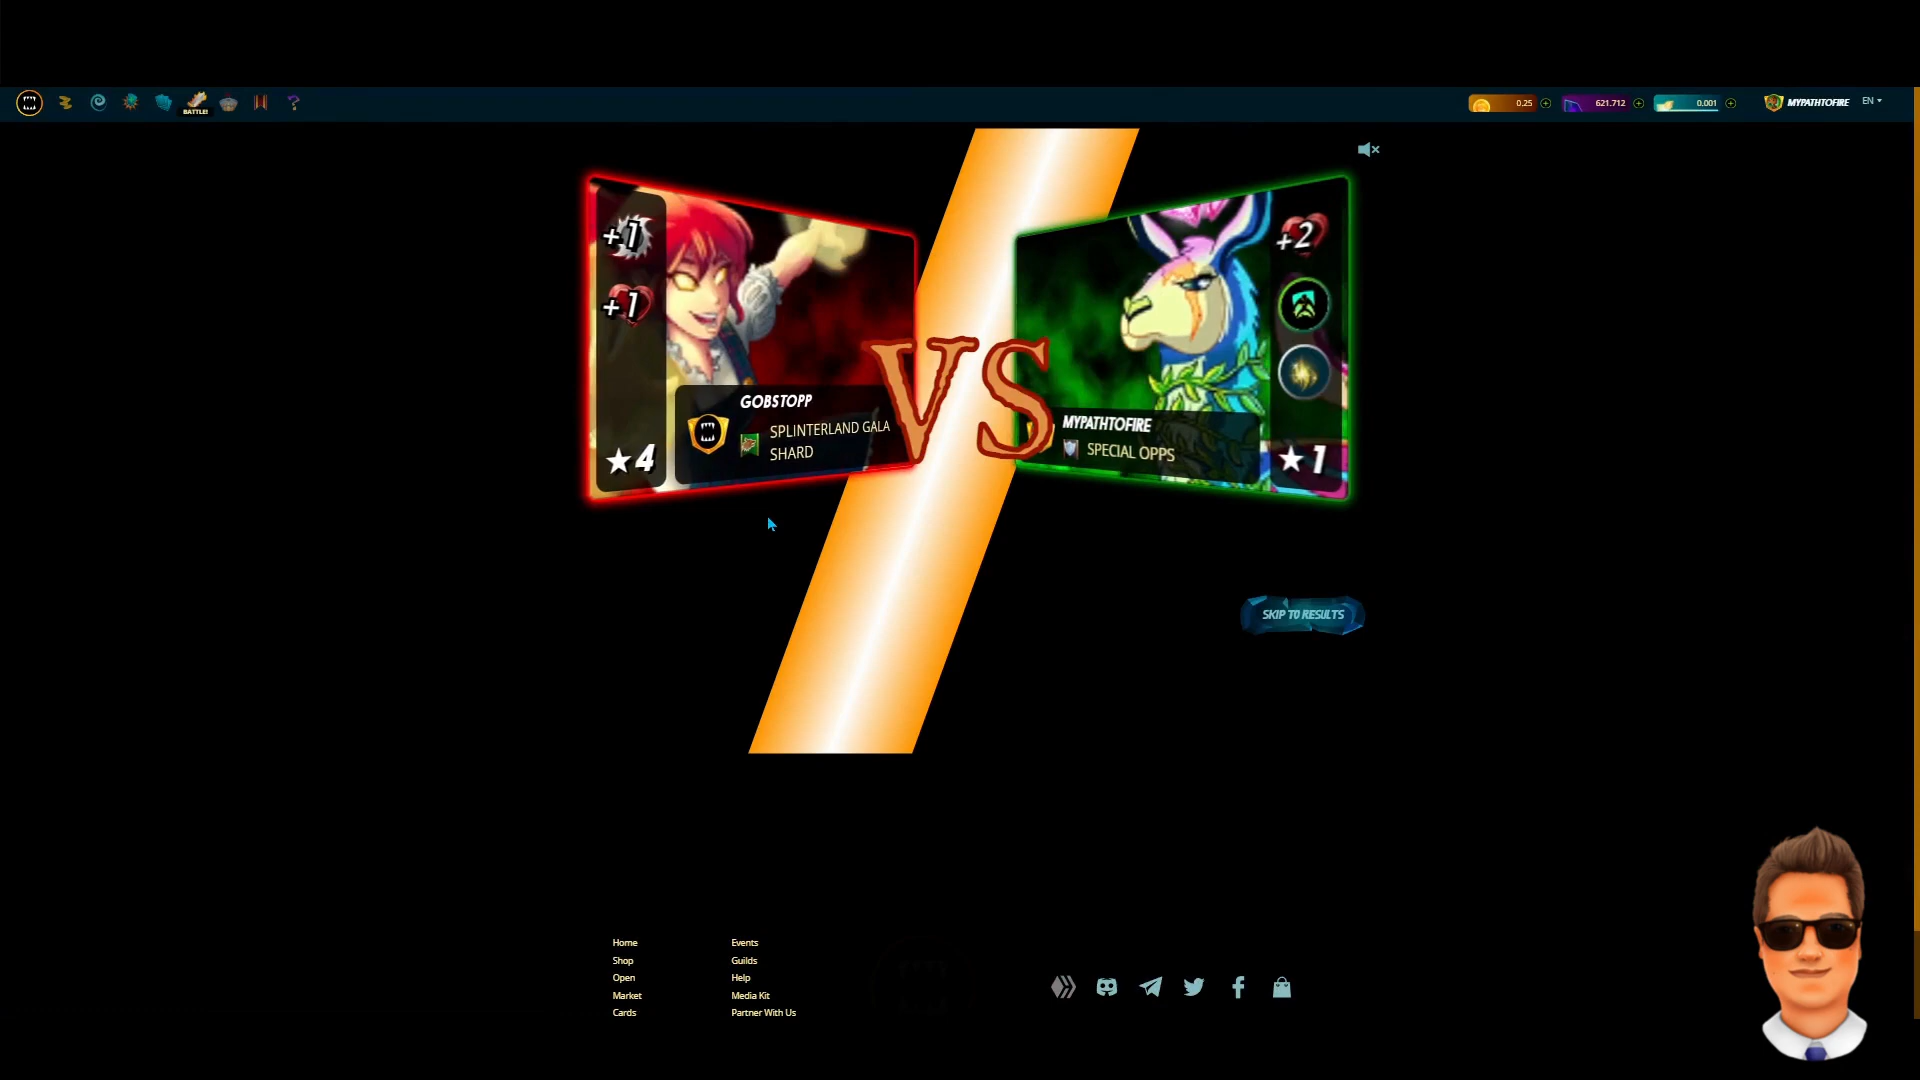 BATTLE!
0.25
621.712
0.001
MYPATHTOFIRE
EN
+1
+1
★4
GOBSTOPP
SPLINTERLAND GALA
SHARD
VS
+2
MYPATHTOFIRE
SPECIAL OPPS
★1
SKIP TO RESULTS
Home
Shop
Open
Market
Cards
Events
Guilds
Help
Media Kit
Partner With Us